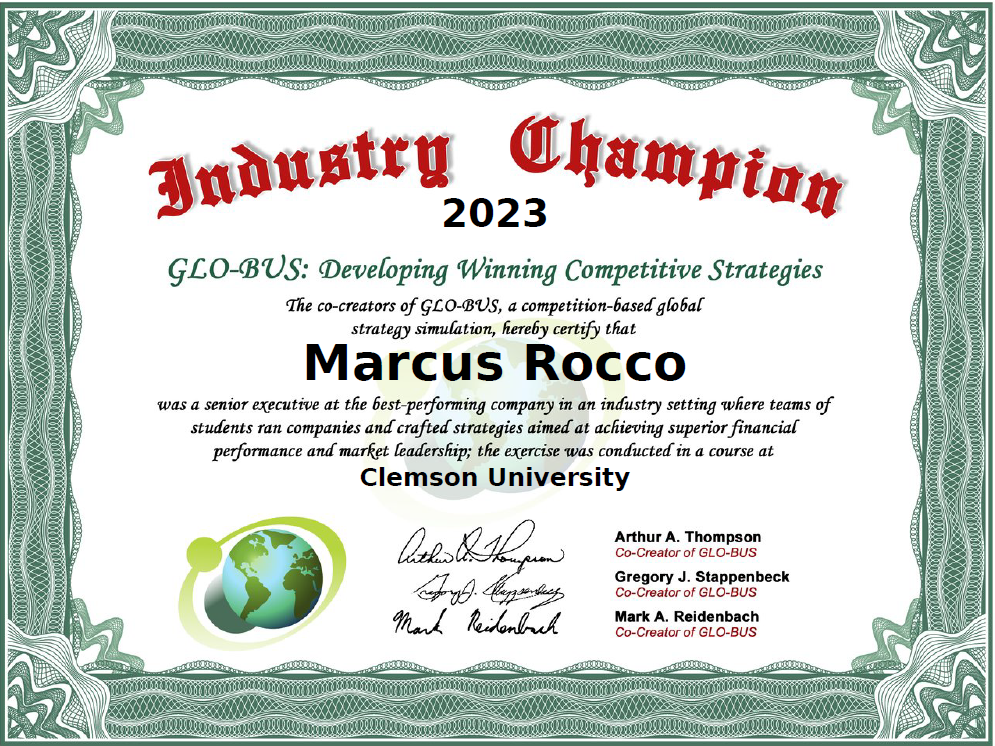 Industry Champion
2023
GLO-BUS: Developing Winning Competitive Strategies
The co-creators of GLO-BUS, a competition-based global
strategy simulation, hereby certify that
Marcus Rocco
was a senior executive at the best-performing company in an industry setting where teams of
students ran companies and crafted strategies aimed at achieving superior financial
performance and market leadership; the exercise was conducted in a course at
Clemson University
Arthur A. Thompson
Gregory J. Stappenbeck
Mark Reidenbach
Arthur A. Thompson
Co-Creator of GLO-BUS
Gregory J. Stappenbeck
Co-Creator of GLO-BUS
Mark A. Reidenbach
Co-Creator of GLO-BUS